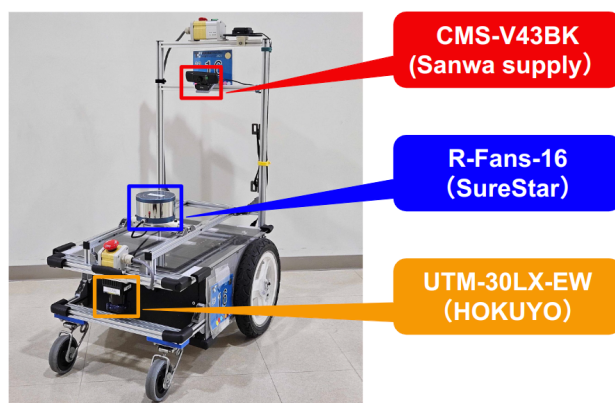 CMS-V43BK
(Sanwa supply）
R-Fans-16
（SureStar）
UTM-30LX-EW
（HOKUYO）